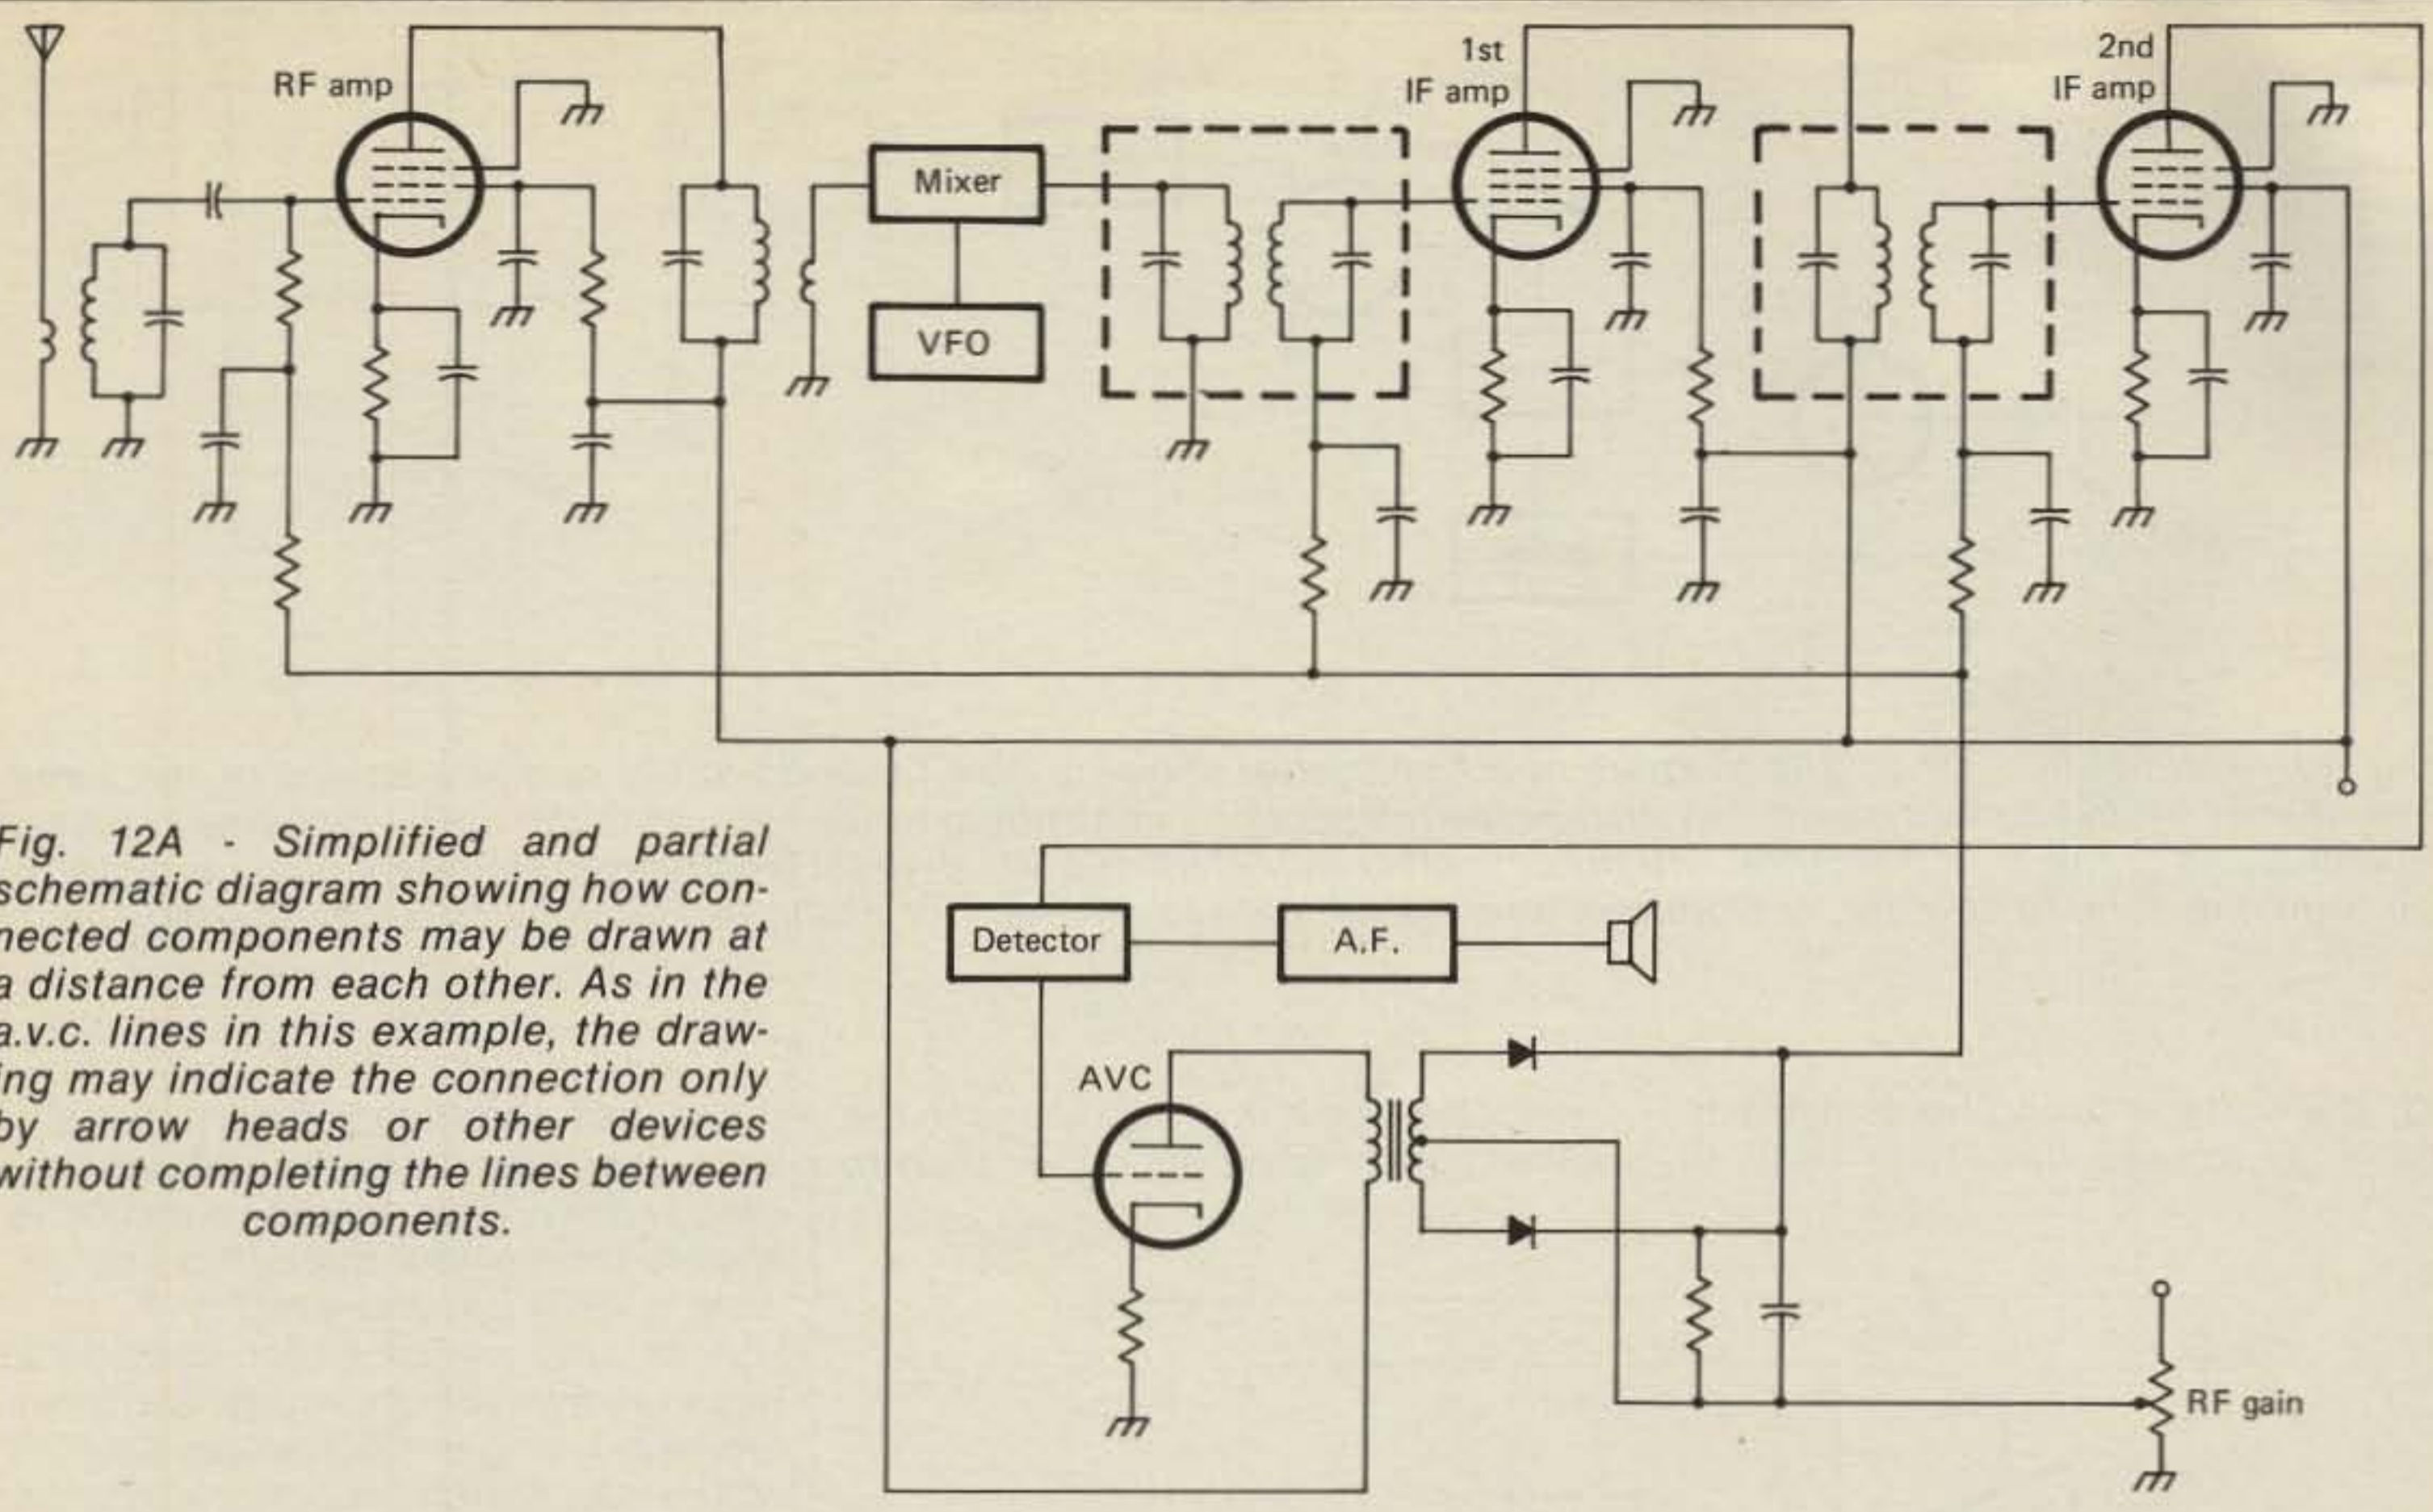 RF amp
1st
IF amp
2nd
IF amp
Mixer
VFO
Fig. 12A - Simplified and partial
schematic diagram showing how con-
nected components may be drawn at
a distance from each other. As in the
a.v.c. lines in this example, the draw-
ing may indicate the connection only
by arrow heads or other devices
without completing the lines between
components.
Detector
A.F.
AVC
RF gain